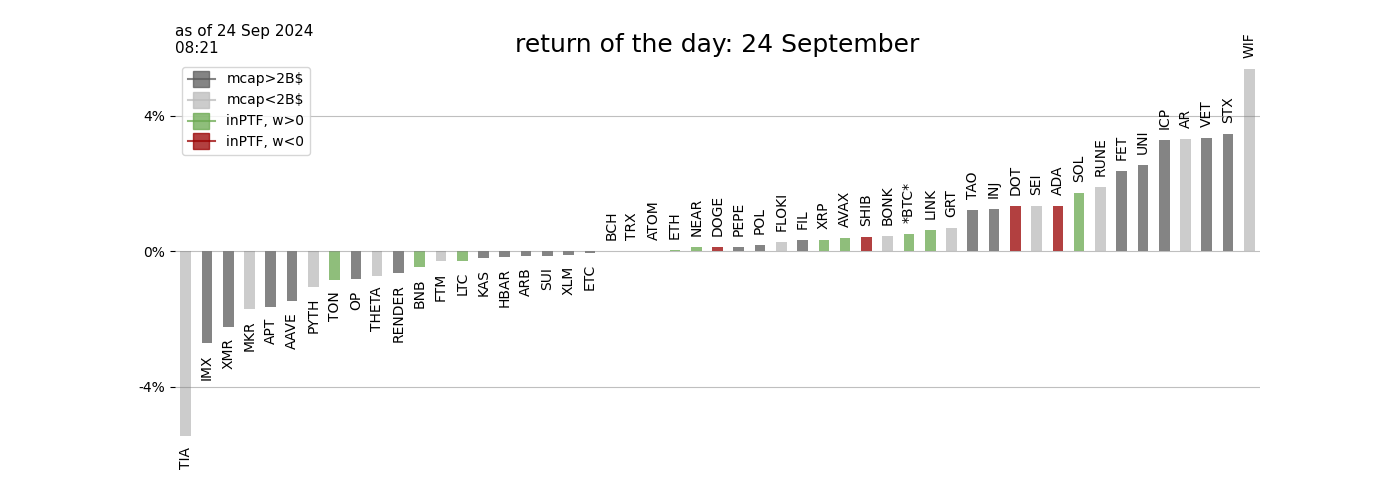 as of 24 Sep 2024
08:21
return of the day: 24 September
mcap>2B$
mcap<2B$
inPTF, w>0
inPTF, w<0
4%
0%
-4%
TIA
IMX
XMR
MKR
APT
AAVE
PYTH
TON
OP
THETA
RENDER
BNB
FTM
LTC
KAS
HBAR
ARB
SUI
XLM
ETC
BCH
TRX
ATOM
ETH
NEAR
DOGE
PEPE
POL
FLOKI
FIL
XRP
AVAX
SHIB
BONK
*BTC*
LINK
GRT
TAO
INJ
DOT
SEI
ADA
SOL
RUNE
FET
UNI
ICP
AR
VET
STX
WIF